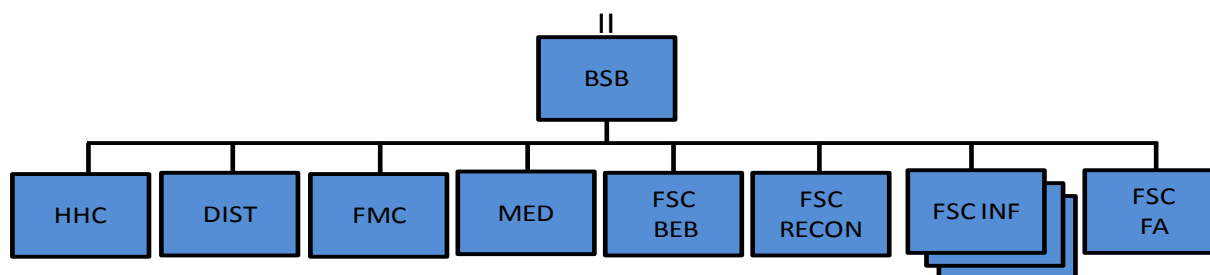 II
BSB
HHC
DIST
FMC
MED
FSC
BEB
FSC
RECON
FSC INF
FSC
FA